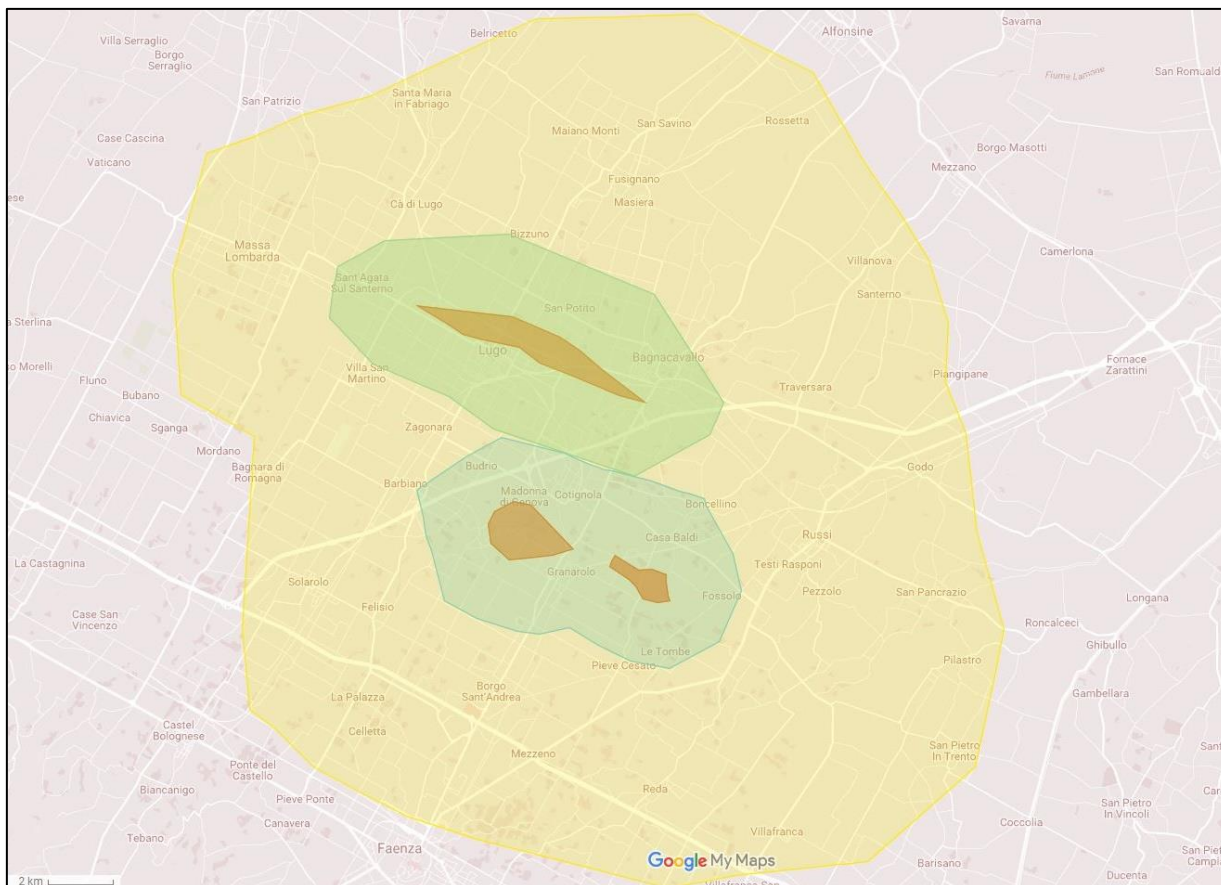 Belricetto
Savarna
Alfonsine
Villa Serraglio
Borgo
Serraglio
Fiume Lamone
San Romualdo
San Patrizio
Santa Maria
in Fabriago
Case Cascina
Maiano Monti
San Savino
Rossetta
Borgo Masotti
Vaticano
Mezzano
Fusignano
Masiera
Cà di Lugo
Bizzuno
Massa
Lombarda
Camerlona
Villanova
Sant'Agata
Sul Santerno
Santerno
San Potito
a Sterlina
Lugo
Bagnacavallo
Fornace
Zarattini
o Morelli
Villa San
Martino
Piangipane
Fluno
Bubano
Traversara
Chiavica
Sganga
Zagonara
Mordano
Bagnara di
Romagna
Budrio
Godo
Barbiano
Madonna
di Genova
Cotignola
Boncellino
Russi
Casa Baldi
La Castagnina
Granarolo
Testi Rasponi
Solarolo
Fossolo
Pezzolo
San Pancrazio
Longana
Felisio
Case San
Vincenzo
Roncalceci
Ghibullo
Le Tombe
Pieve Cesato
Pilastro
La Palazza
Borgo
Sant'Andrea
Gambellara
Castel
Bolognese
Celletta
Mezzeno
San Pietro
In Trento
Ponte del
Castello
Biancanigo
Reda
Pieve Ponte
San Pietro
in Vincoli
Canavera
Coccolia
Tebano
Villafranca
Faenza
Google My Maps
Barisano
San Piet
Campia
Ducenta
2 km
Villafranca San